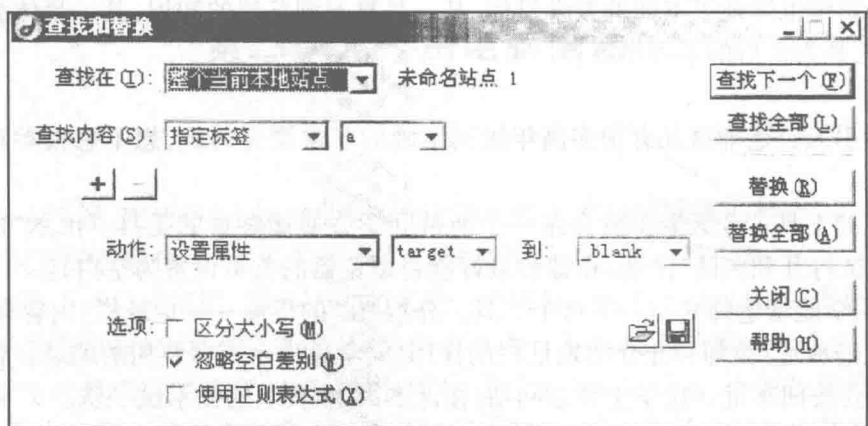 查找和替换
查找在(I): 整个当前本地站点 未命名站点 1 查找下一个(F)
查找全部(L)
查找内容(S): 指定标签 a
+ -
替换(R)
动作: 设置属性 target 到: _blank 替换全部(A)
关闭(C)
选项: 区分大小写(M)
帮助(H)
忽略空白差别(W)
使用正则表达式(X)